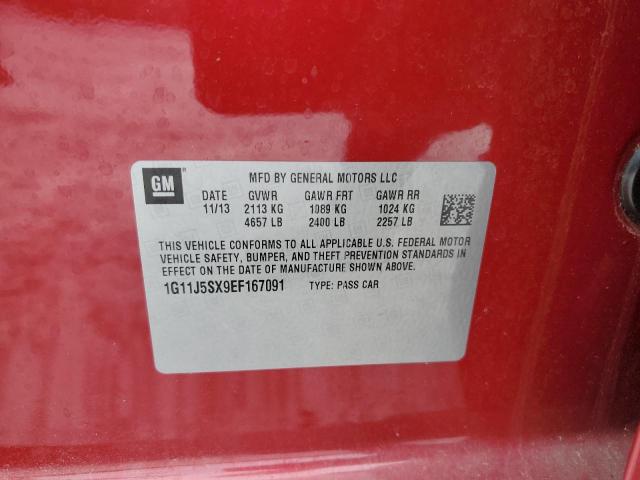 GM
MFD BY GENERAL MOTORS LLC
DATE GVWR GAWR FRT GAWR RR
11/13 2113 KG 1089 KG 1024 KG
4657 LB 2400 LB 2257 LB
THIS VEHICLE CONFORMS TO ALL APPLICABLE U.S. FEDERAL MOTOR
VEHICLE SAFETY, BUMPER, AND THEFT PREVENTION STANDARDS IN
EFFECT ON THE DATE OF MANUFACTURE SHOWN ABOVE.
1G11J5SX9EF167091 TYPE: PASS CAR